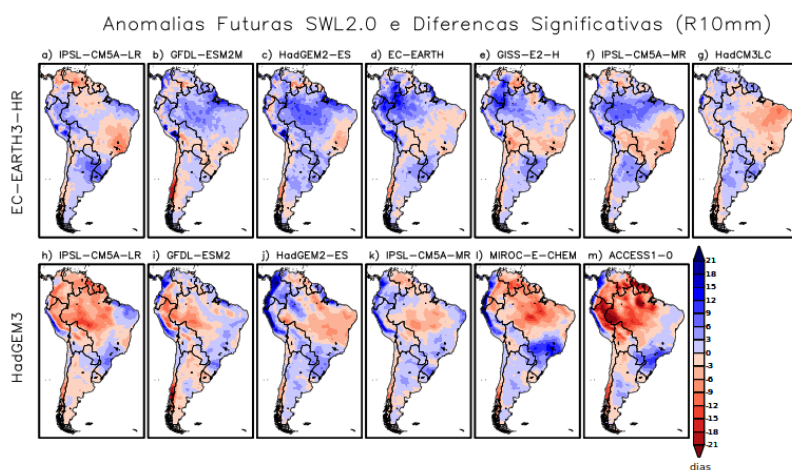 Anomalias Futuras SWL2.0 e Diferencas Significativas (R10mm)
a) IPSL-CM5A-LR b) GFDL-ESM2M c) HadGEM2-ES d) EC-EARTH e) GISS-E2-H f) IPSL-CM5A-MR g) HadCM3LC
EC-EARTH3-HR
h) IPSL-CM5A-LR i) GFDL-ESM2 j) HadGEM2-ES k) IPSL-CM5A-MR l) MIROC-E-CHEM m) ACCESS1-0
HadGEM3
21
18
15
12
9
6
3
0
-3
-6
-9
-12
-15
-18
-21
dias